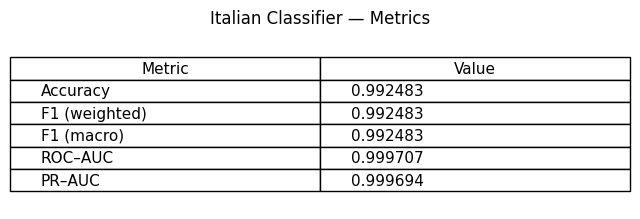 Italian Classifier — Metrics
Metric Value
Accuracy 0.992483
F1 (weighted) 0.992483
F1 (macro) 0.992483
ROC–AUC 0.999707
PR–AUC 0.999694